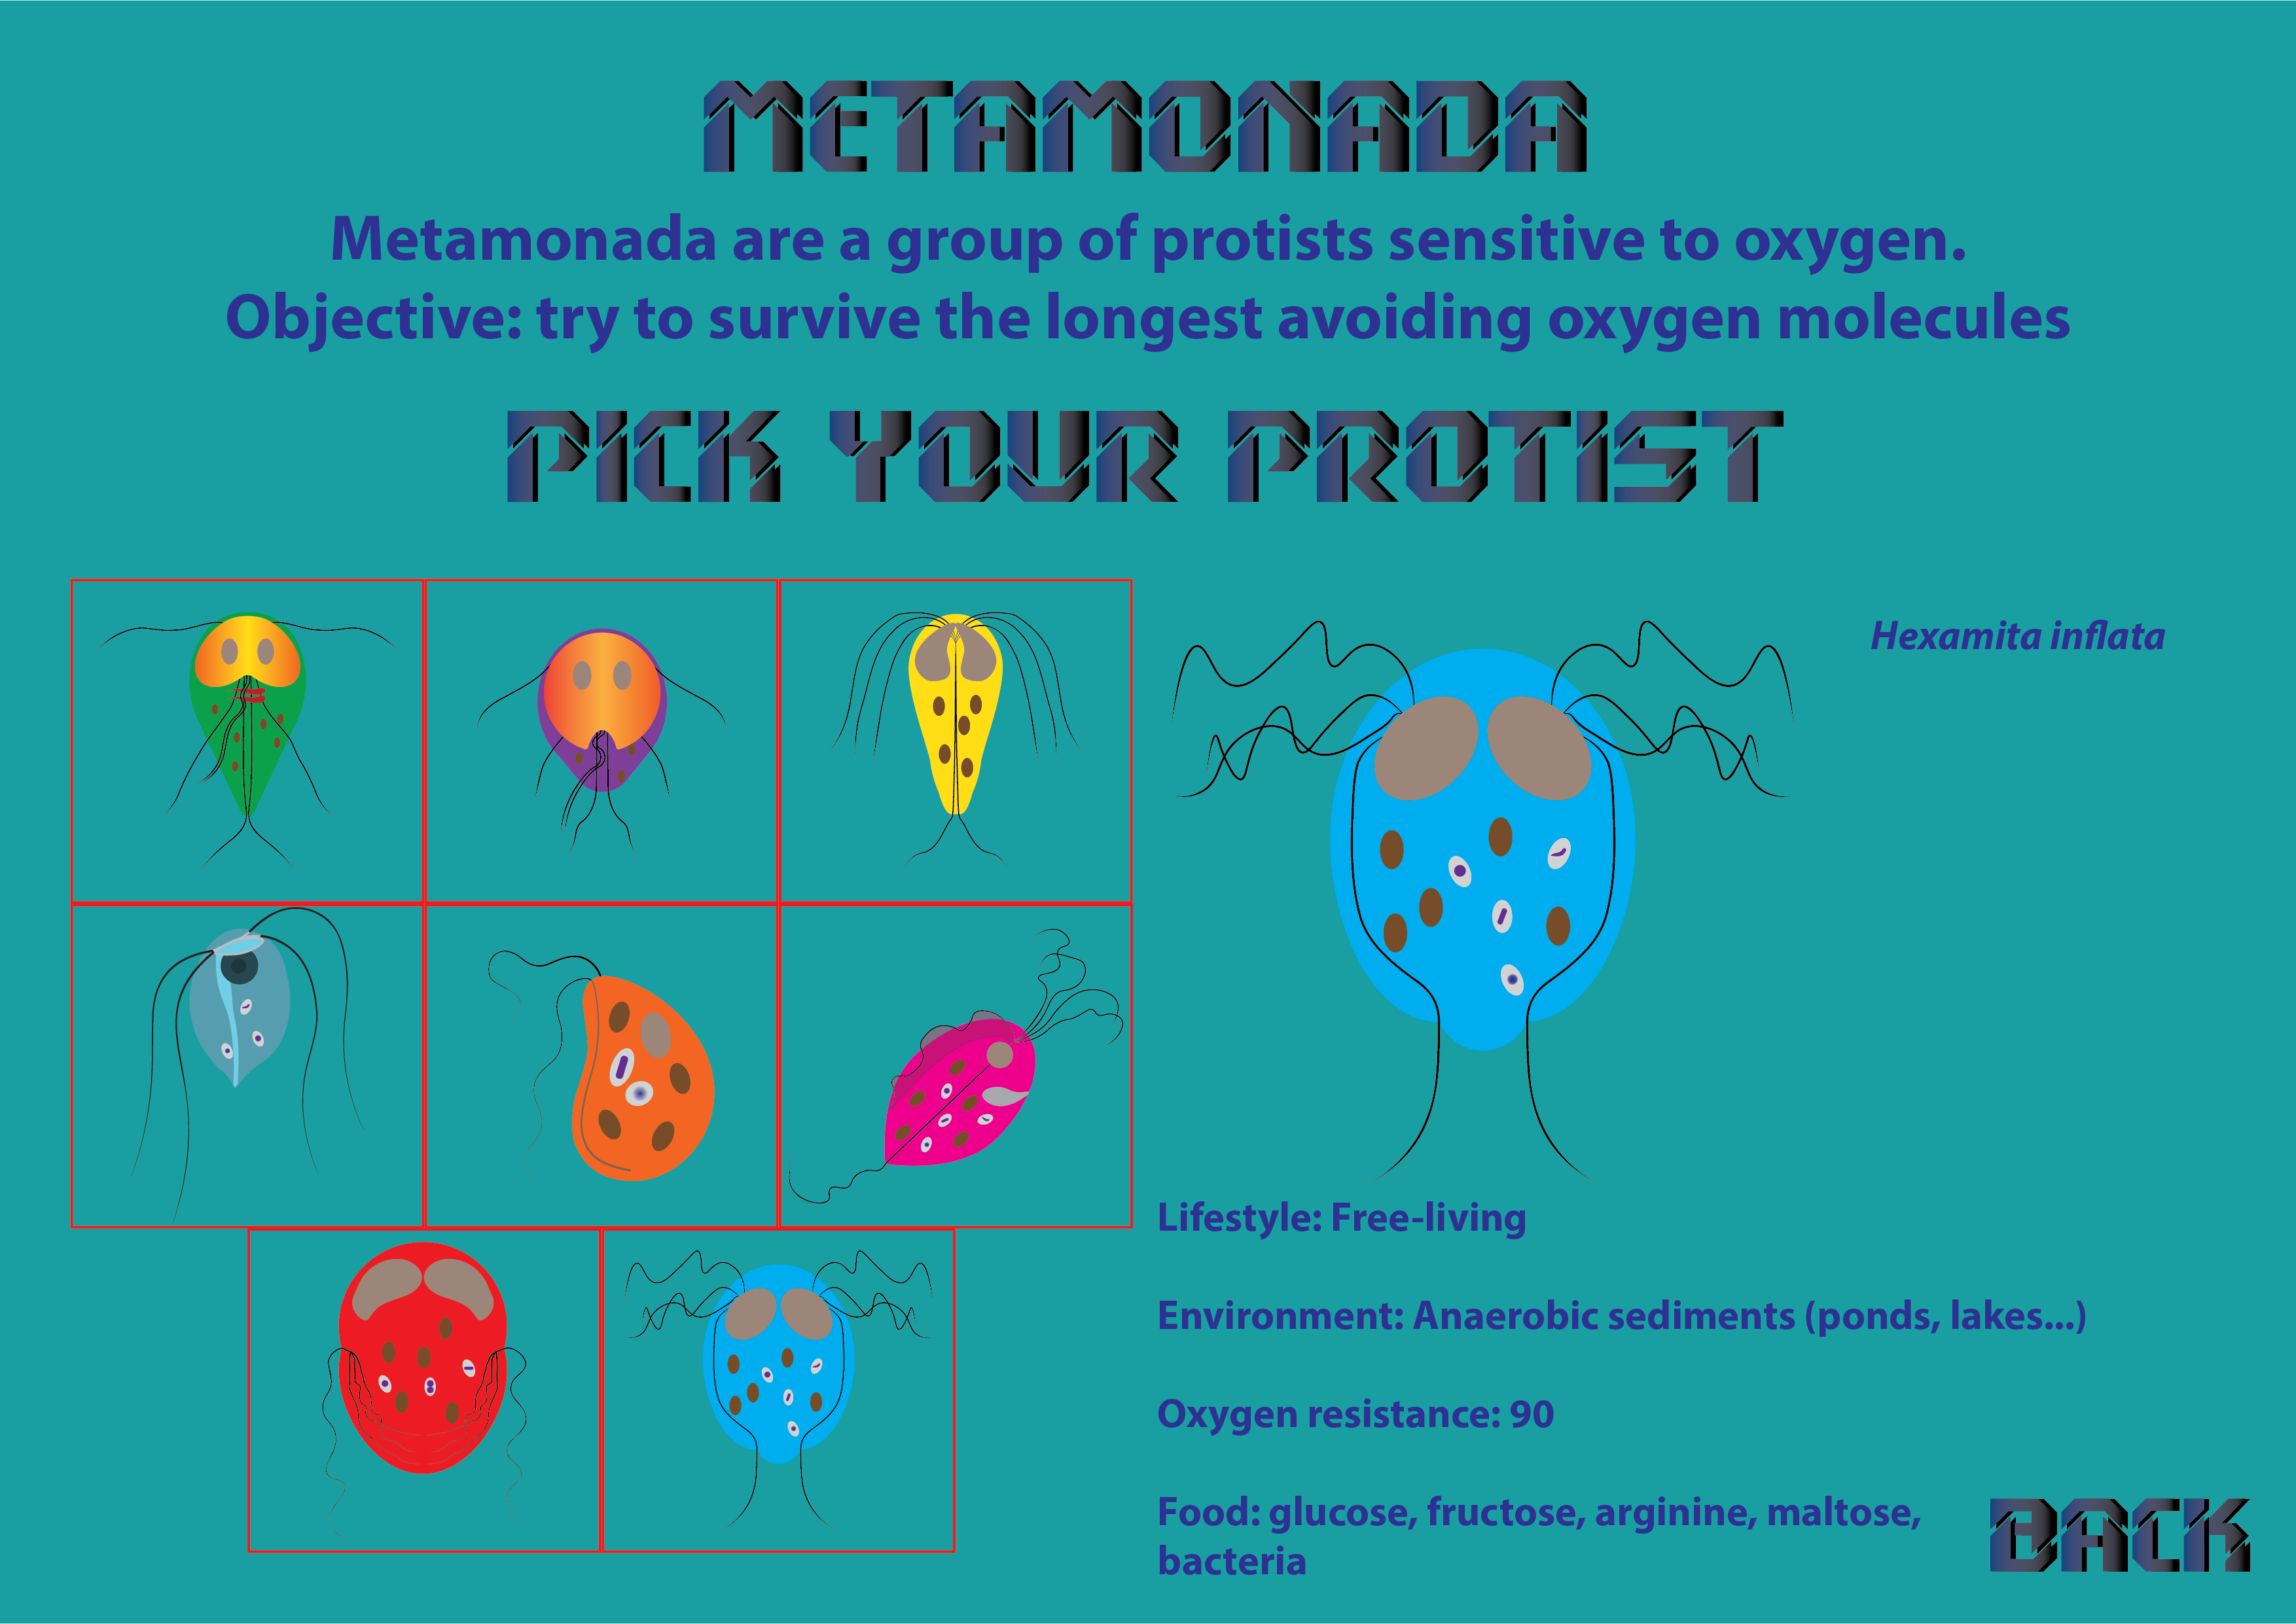 METAMONADA
Metamonada are a group of protists sensitive to oxygen.
Objective: try to survive the longest avoiding oxygen molecules
PICK YOUR PROTIST
Hexamita inflata
Lifestyle: Free-living
Environment: Anaerobic sediments (ponds, lakes...)
Oxygen resistance: 90
Food: glucose, fructose, arginine, maltose,
bacteria
BACK